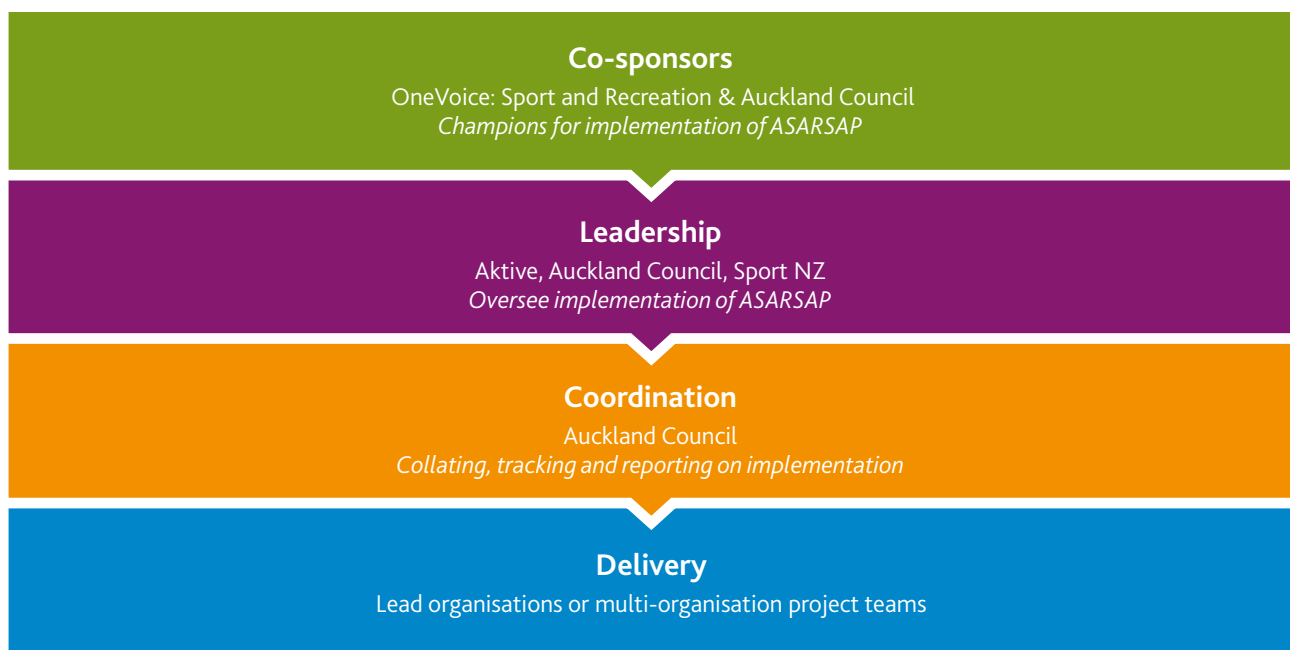 Co-sponsors
OneVoice: Sport and Recreation & Auckland Council
Champions for implementation of ASARSAP
Leadership
Aktive, Auckland Council, Sport NZ
Oversee implementation of ASARSAP
Coordination
Auckland Council
Collating, tracking and reporting on implementation
Delivery
Lead organisations or multi-organisation project teams